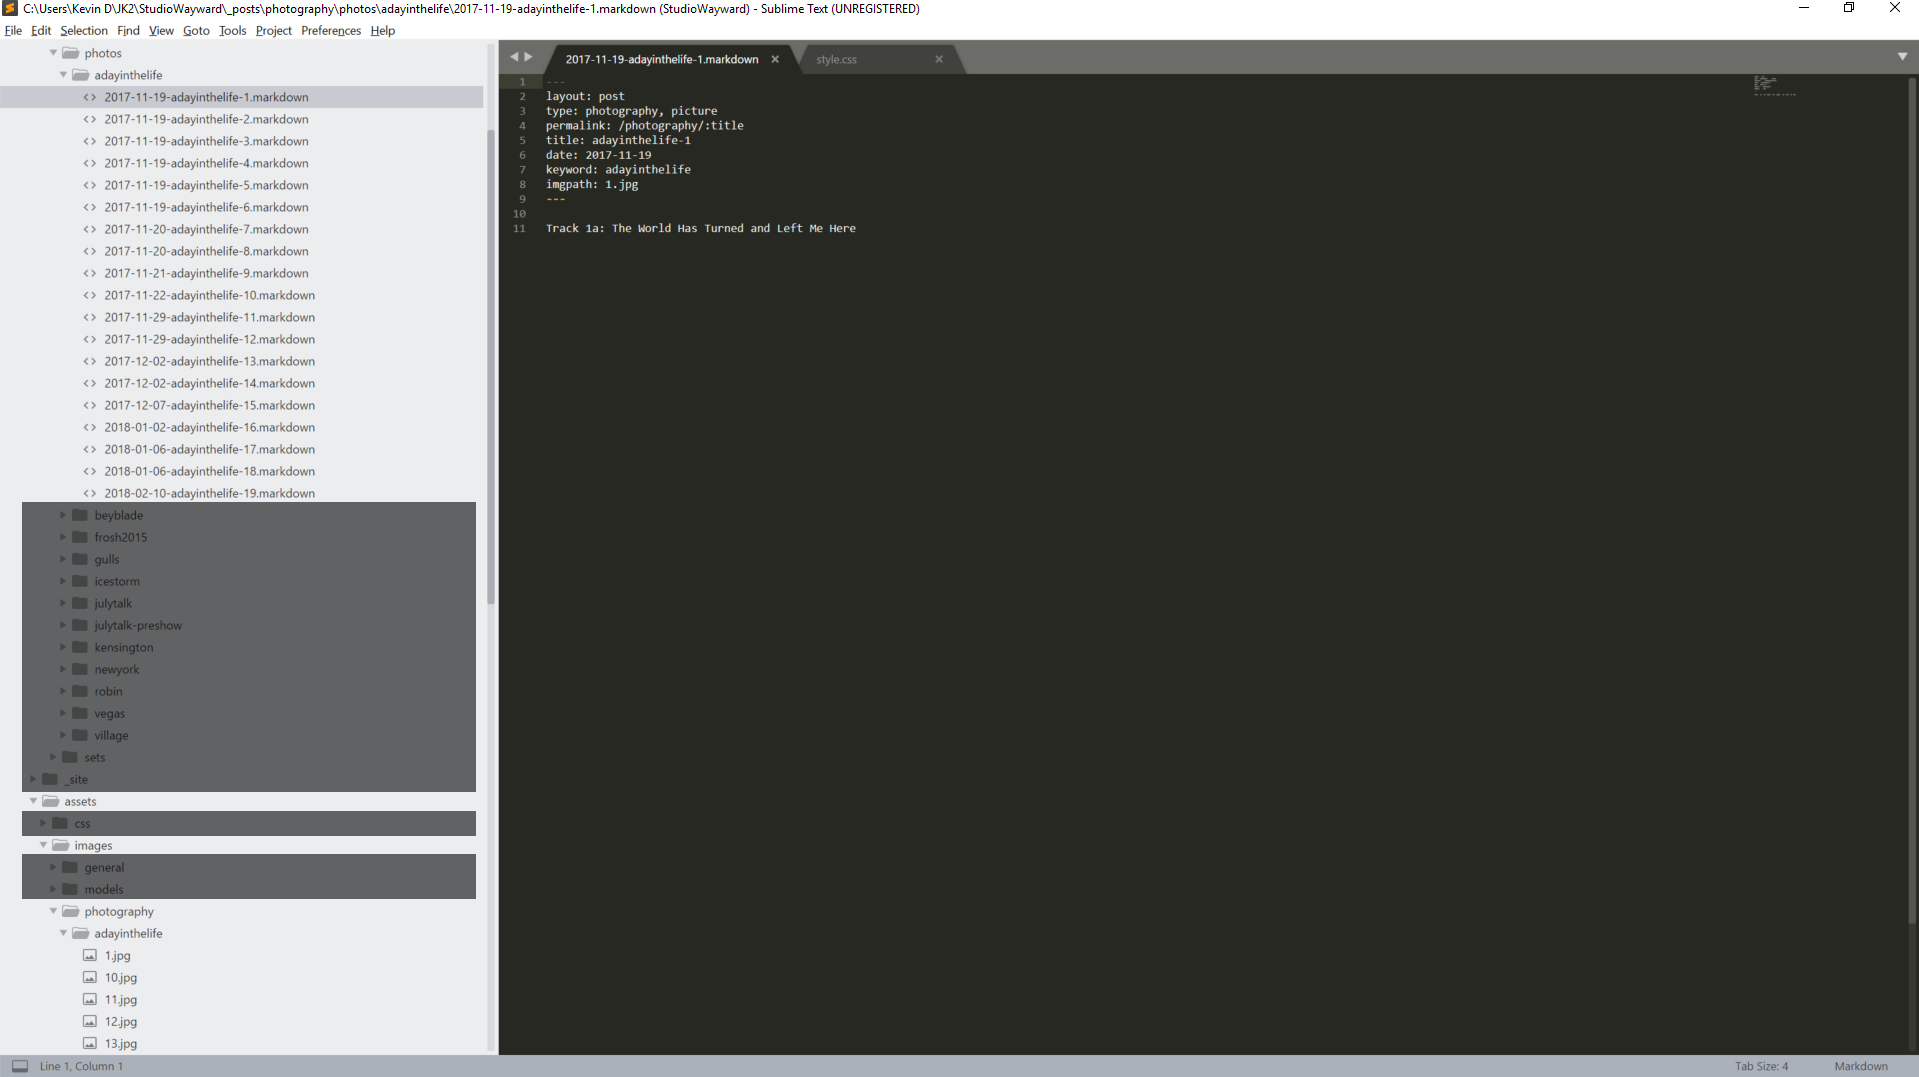 C:\Users\Kevin D\JK2\StudioWayward\_posts\photography\photos\adayinthelife\2017-11-19-adayinthelife-1.markdown (StudioWayward) - Sublime Text (UNREGISTERED)
File Edit Selection Find View Goto Tools Project Preferences Help
photos
adayinthelife
2017-11-19-adayinthelife-1.markdown
2017-11-19-adayinthelife-2.markdown
2017-11-19-adayinthelife-3.markdown
2017-11-19-adayinthelife-4.markdown
2017-11-19-adayinthelife-5.markdown
2017-11-19-adayinthelife-6.markdown
2017-11-20-adayinthelife-7.markdown
2017-11-20-adayinthelife-8.markdown
2017-11-21-adayinthelife-9.markdown
2017-11-22-adayinthelife-10.markdown
2017-11-29-adayinthelife-11.markdown
2017-11-29-adayinthelife-12.markdown
2017-12-02-adayinthelife-13.markdown
2017-12-02-adayinthelife-14.markdown
2017-12-07-adayinthelife-15.markdown
2018-01-02-adayinthelife-16.markdown
2018-01-06-adayinthelife-17.markdown
2018-01-06-adayinthelife-18.markdown
2018-02-10-adayinthelife-19.markdown
beyblade
frosh2015
gulls
icestorm
julytalk
julytalk-preshow
kensington
newyork
robin
vegas
village
sets
_site
assets
css
images
general
models
photography
adayinthelife
1.jpg
10.jpg
11.jpg
12.jpg
13.jpg
2017-11-19-adayinthelife-1.markdown style.css
1 ---
2 layout: post
3 type: photography, picture
4 permalink: /photography/:title
5 title: adayinthelife-1
6 date: 2017-11-19
7 keyword: adayinthelife
8 imgpath: 1.jpg
9 ---
10
11 Track 1a: The World Has Turned and Left Me Here
Line 1, Column 1 Tab Size: 4 Markdown